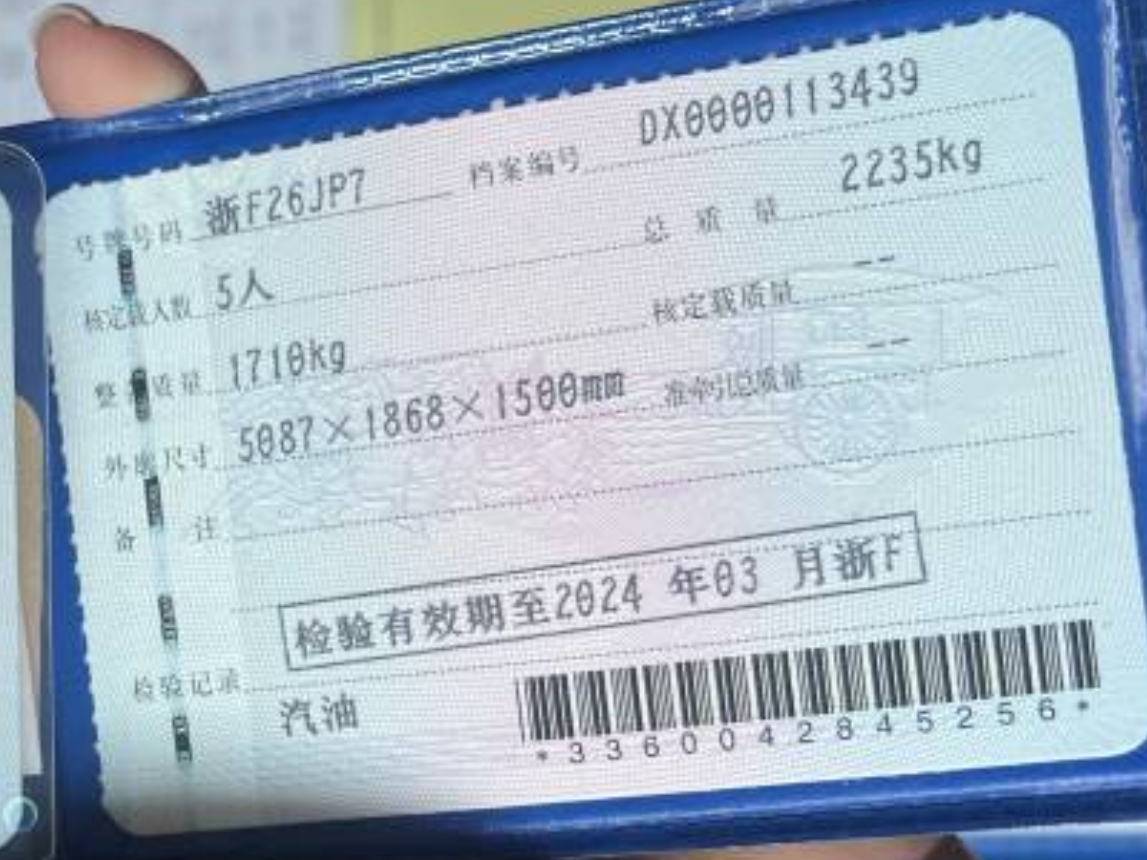 号牌号码 浙F26JP7 档案编号 DX0000113439
核定载人数 5人 总质量 2235kg
整 质量 1710kg 核定载质量 --
外廓尺寸 5087×1868×1500mm 准牵引总质量 --
备注
检验有效期至2024 年03 月浙F
检验记录
汽油
*3360042845256*